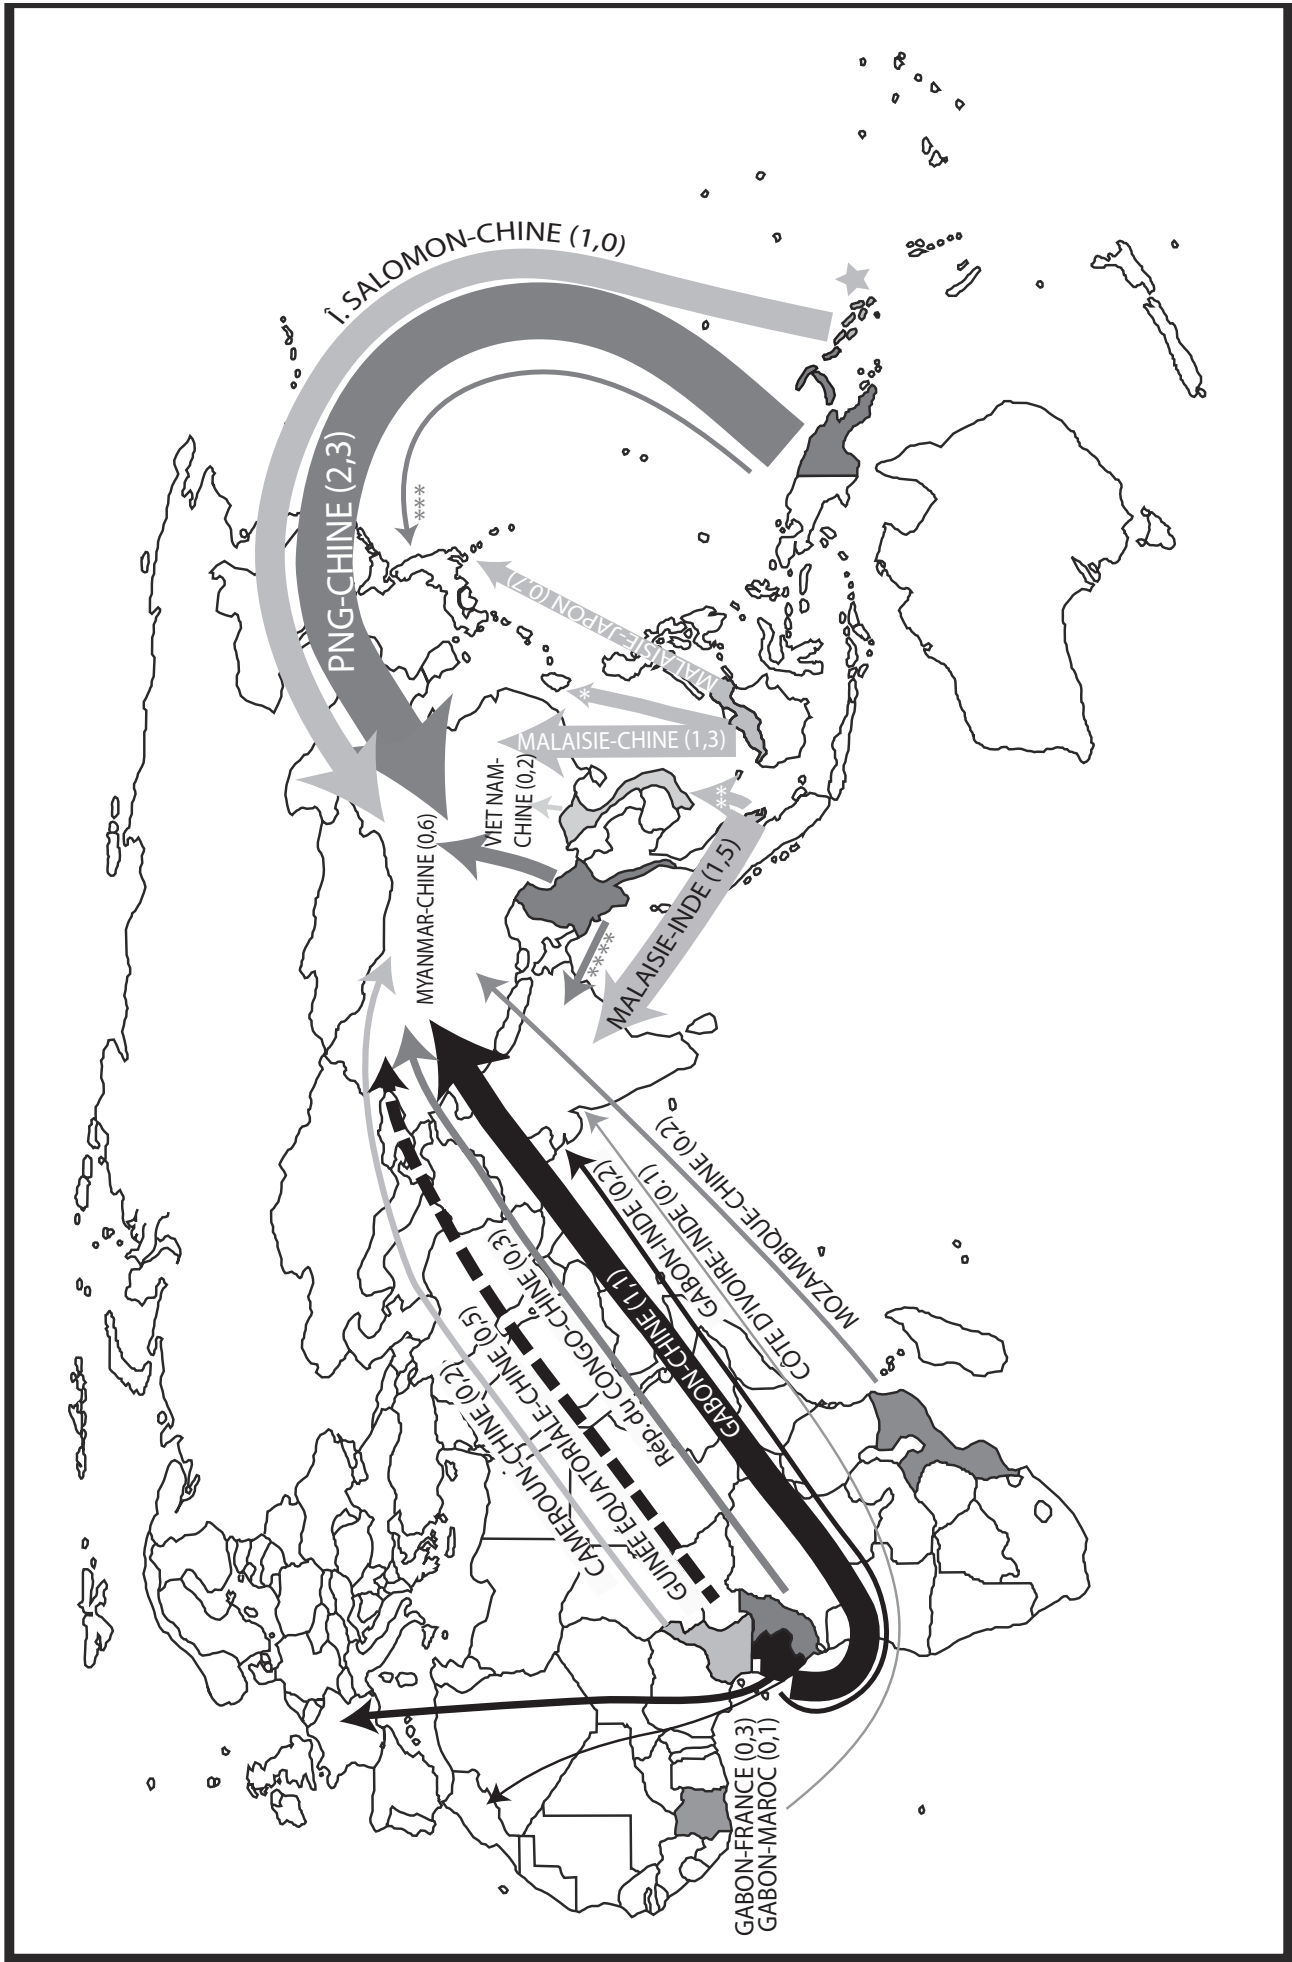 Î. SALOMON-CHINE (1,0)
PNG-CHINE (2,3)
***
MALAISIE-JAPON (0,7)
*
MALAISIE-CHINE (1,3)
VIET NAM-
CHINE (0,2)
**
MYANMAR-CHINE (0,6)
MALAISIE-INDE (1,5)
****
MOZAMBIQUE-CHINE (0,2)
CÔTE D'IVOIRE-INDE (0.1)
GABON-INDE (0,2)
GABON-CHINE (1,1)
Rép.du CONGO-CHINE (0,3)
GUINÉE ÉQUATORIALE-CHINE (0,5)
CAMEROUN-CHINE (0,2)
GABON-FRANCE (0,3)
GABON-MAROC (0,1)